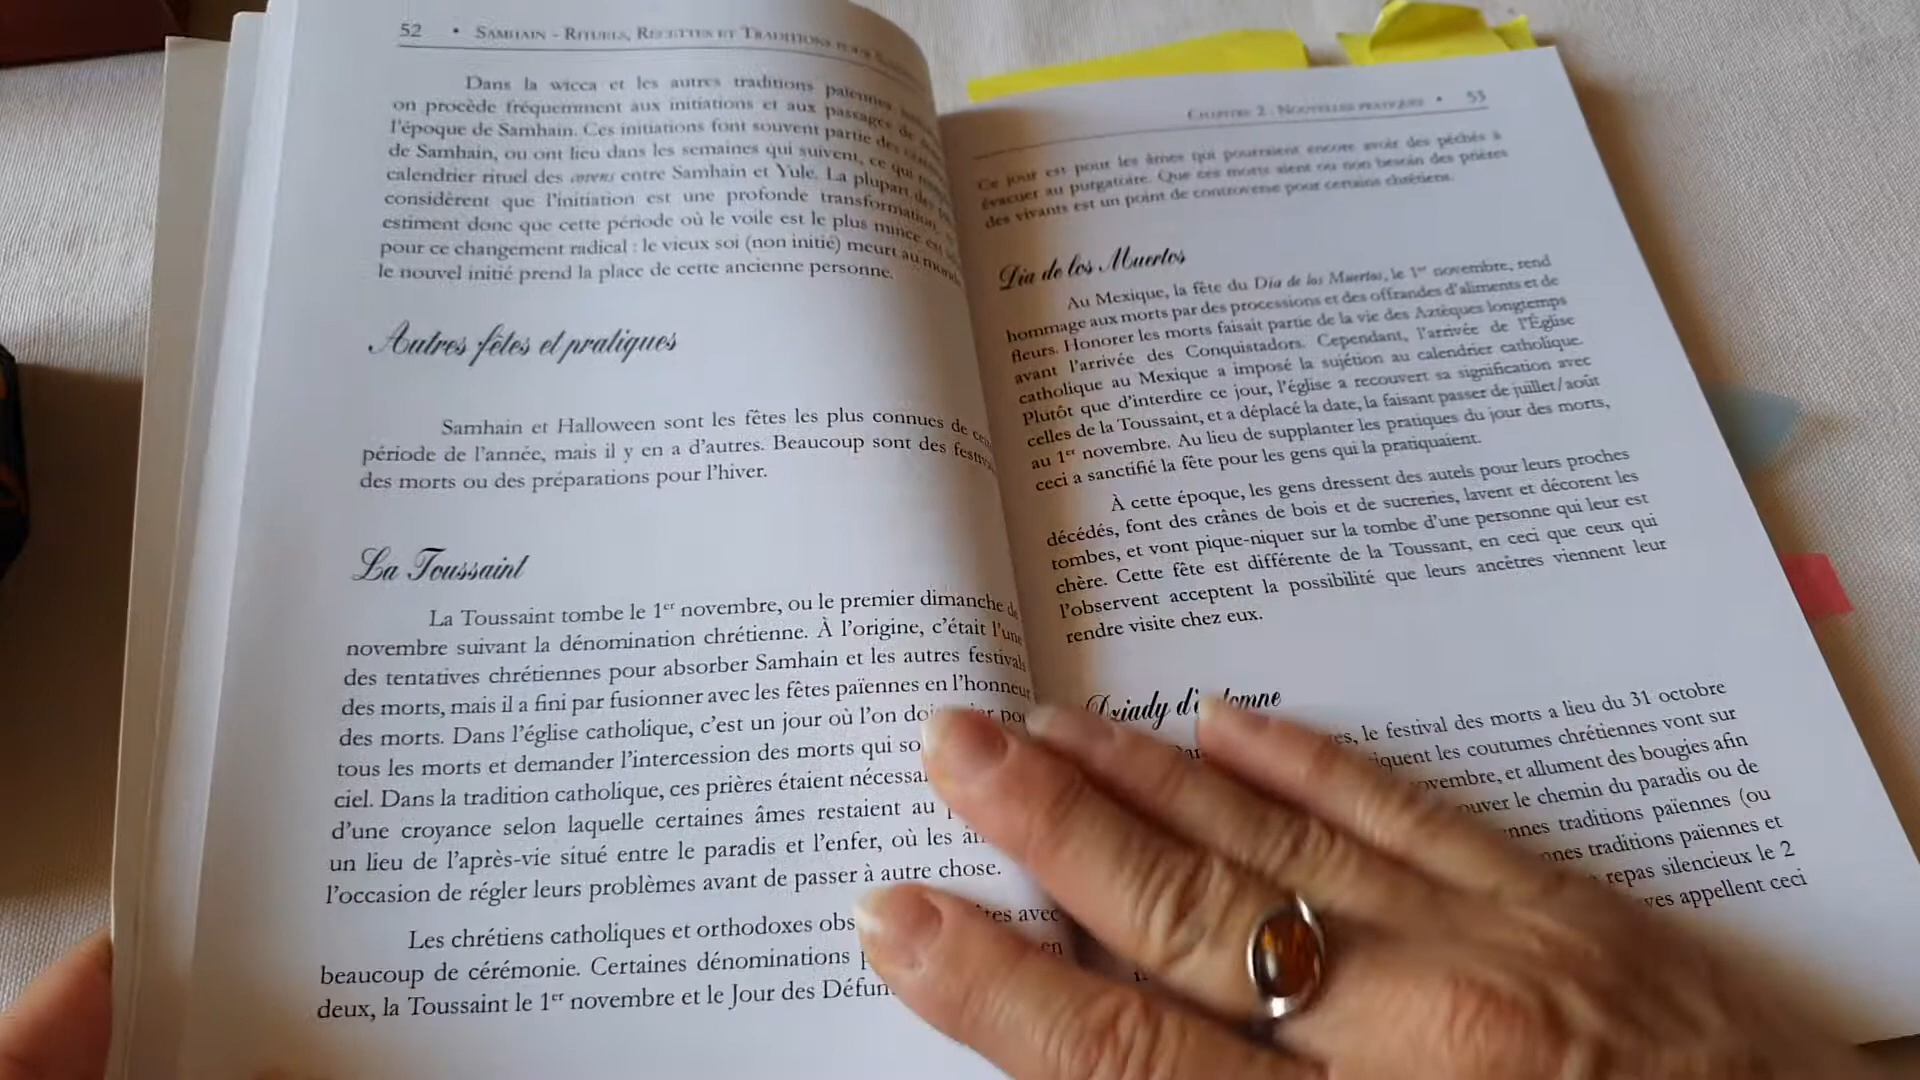 52 • Samhain - Rituels, Recettes et Traditions pour
Dans la wicca et les autres traditions païennes
on procède fréquemment aux initiations et aux passages de
l'époque de Samhain. Ces initiations font souvent partie des
de Samhain, ou ont lieu dans les semaines qui suivent, ce qui
calendrier rituel des covens entre Samhain et Yule. La plupart des
considèrent que l'initiation est une profonde transformation,
estiment donc que cette période où le voile est le plus mince est
pour ce changement radical : le vieux soi (non initié) meurt au monde
le nouvel initié prend la place de cette ancienne personne.
Autres fêtes et pratiques
Samhain et Halloween sont les fêtes les plus connues de
période de l'année, mais il y en a d'autres. Beaucoup sont des
des morts ou des préparations pour l'hiver.
La Toussaint
La Toussaint tombe le 1er novembre, ou le premier dimanche de
novembre suivant la dénomination chrétienne. À l'origine, c'était l'une
des tentatives chrétiennes pour absorber Samhain et les autres festivals
des morts, mais il a fini par fusionner avec les fêtes païennes en l'honneur
des morts. Dans l'église catholique, c'est un jour où l'on
tous les morts et demander l'intercession des morts qui
ciel. Dans la tradition catholique, ces prières étaient
d'une croyance selon laquelle certaines âmes restaient au
un lieu de l'après-vie situé entre le paradis et l'enfer, où les
l'occasion de régler leurs problèmes avant de passer à autre chose.
Les chrétiens catholiques et orthodoxes avec
beaucoup de cérémonie. Certaines dénominations en
deux, la Toussaint le 1er novembre et le Jour des
Chapitre 2 : Nouvelles pratiques • 53
Ce jour est pour les âmes qui pourraient encore avoir des péchés à
évacuer au purgatoire. Que ces morts aient ou non besoin des prières
des vivants est un point de controverse pour certains chrétiens.
Día de los Muertos
Au Mexique, la fête du Día de los Muertos, le 1er novembre, rend
hommage aux morts par des processions et des offrandes d'aliments et de
fleurs. Honorer les morts faisait partie de la vie des Aztèques longtemps
avant l'arrivée des Conquistadors. Cependant, l'arrivée de l'Église
catholique au Mexique a imposé la sujétion au calendrier catholique.
Plutôt que d'interdire ce jour, l'église a recouvert sa signification avec
celles de la Toussaint, et a déplacé la date, la faisant passer de juillet/août
au 1er novembre. Au lieu de supplanter les pratiques du jour des morts,
ceci a sanctifié la fête pour les gens qui la pratiquaient.
À cette époque, les gens dressent des autels pour leurs proches
décédés, font des crânes de bois et de sucreries, lavent et décorent les
tombes, et vont pique-niquer sur la tombe d'une personne qui leur est
chère. Cette fête est différente de la Toussant, en ceci que ceux qui
l'observent acceptent la possibilité que leurs ancêtres viennent leur
rendre visite chez eux.
Dziady
le festival des morts a lieu du 31 octobre
les coutumes chrétiennes vont sur
et allument des bougies afin
le chemin du paradis ou de
traditions païennes (ou
traditions païennes et
repas silencieux le 2
appellent ceci